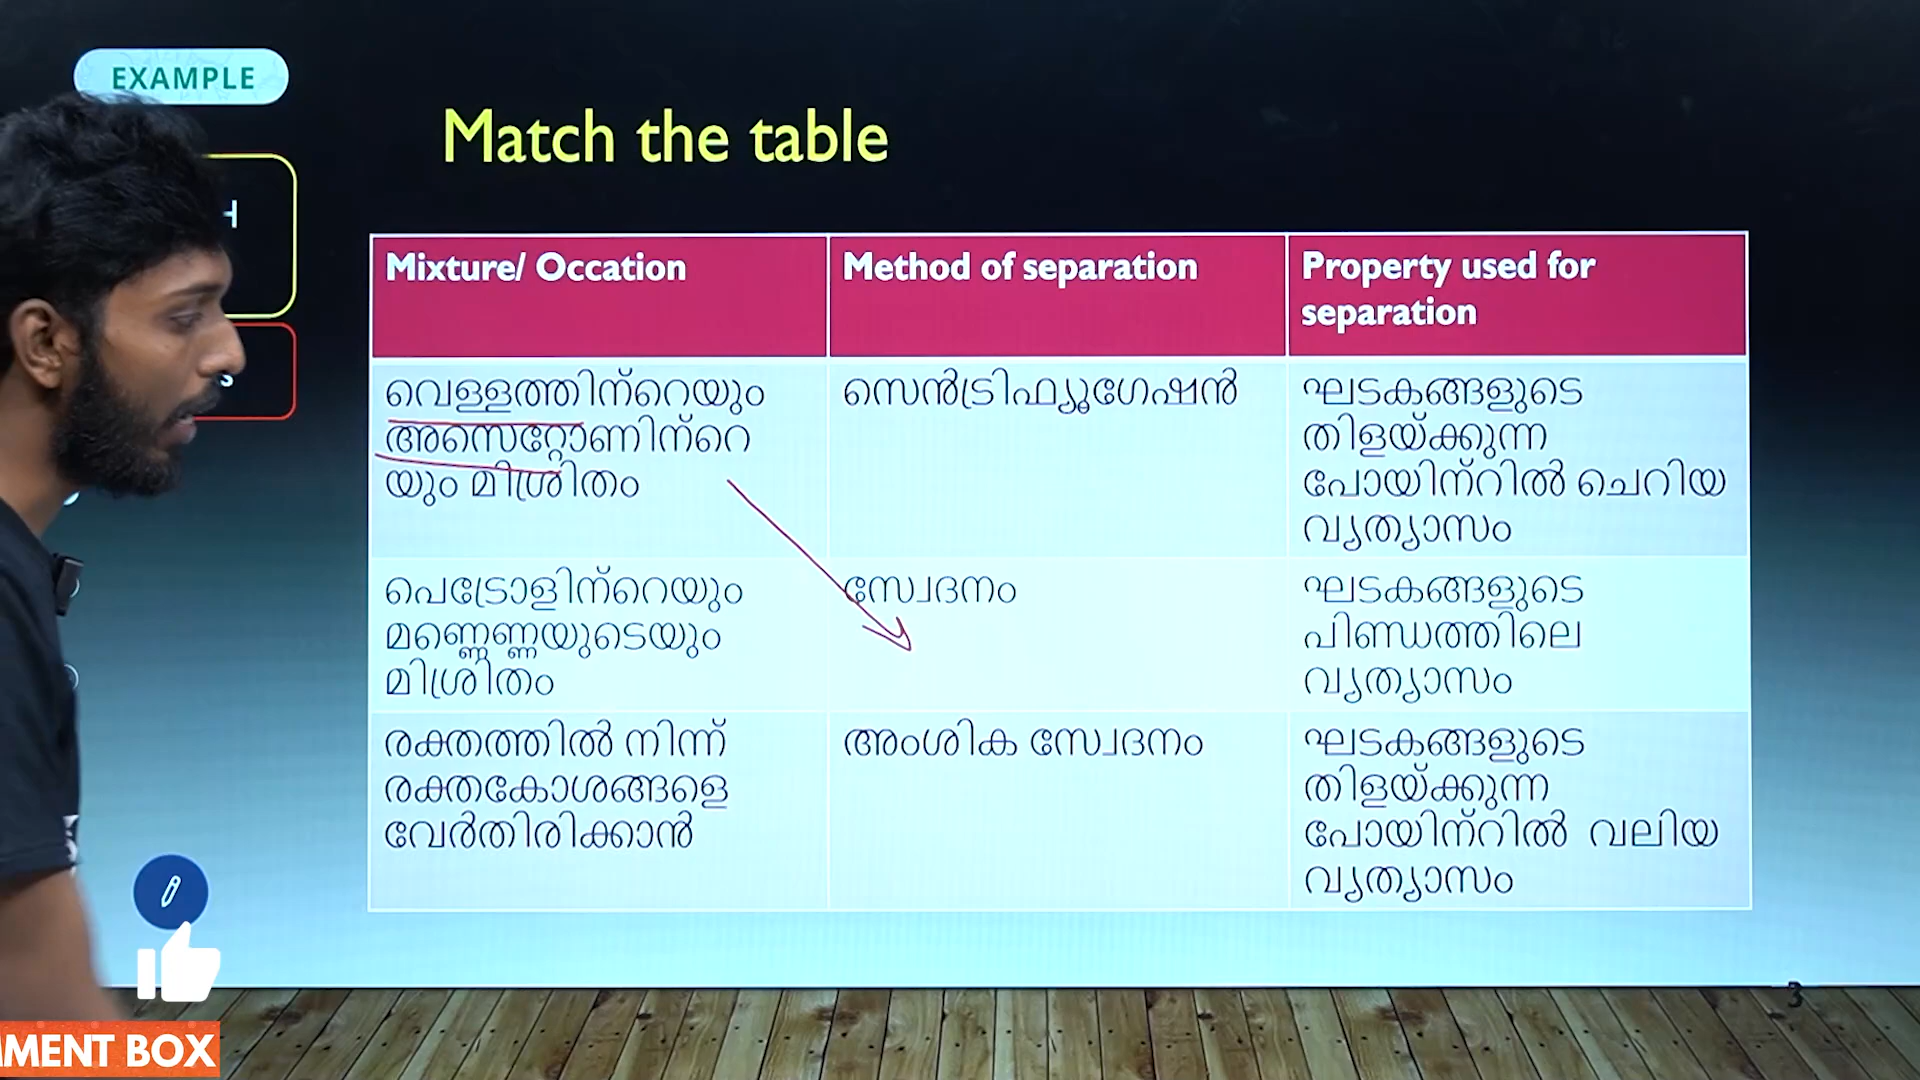 EXAMPLE
H
s
Match the table
Mixture/ Occation
Method of separation
Property used for
separation
വെള്ളത്തിന്റെയും
അസെറ്റോണിന്റെ
യും മിശ്രിതം
സെൻട്രിഫ്യൂഗേഷൻ
ഘടകങ്ങളുടെ
തിളയ്ക്കുന്ന
പോയിന്റിൽ ചെറിയ
വ്യത്യാസം
പെട്രോളിന്റെയും
മണ്ണെണ്ണയുടെയും
മിശ്രിതം
സ്വേദനം
ഘടകങ്ങളുടെ
പിണ്ഡത്തിലെ
വ്യത്യാസം
രക്തത്തിൽ നിന്ന്
രക്തകോശങ്ങളെ
വേർതിരിക്കാൻ
അംശിക സ്വേദനം
ഘടകങ്ങളുടെ
തിളയ്ക്കുന്ന
പോയിന്റിൽ വലിയ
വ്യത്യാസം
3
MMENT BOX